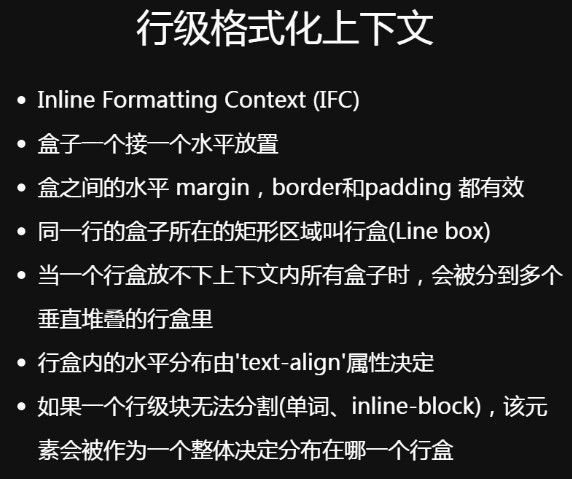 行级格式化上下文
• Inline Formatting Context (IFC)
• 盒子一个接一个水平放置
• 盒之间的水平 margin，border和padding 都有效
• 同一行的盒子所在的矩形区域叫行盒(Line box)
• 当一个行盒放不下上下文内所有盒子时，会被分到多个
垂直堆叠的行盒里
• 行盒内的水平分布由'text-align'属性决定
• 如果一个行级块无法分割(单词、inline-block)，该元
素会被作为一个整体决定分布在哪一个行盒